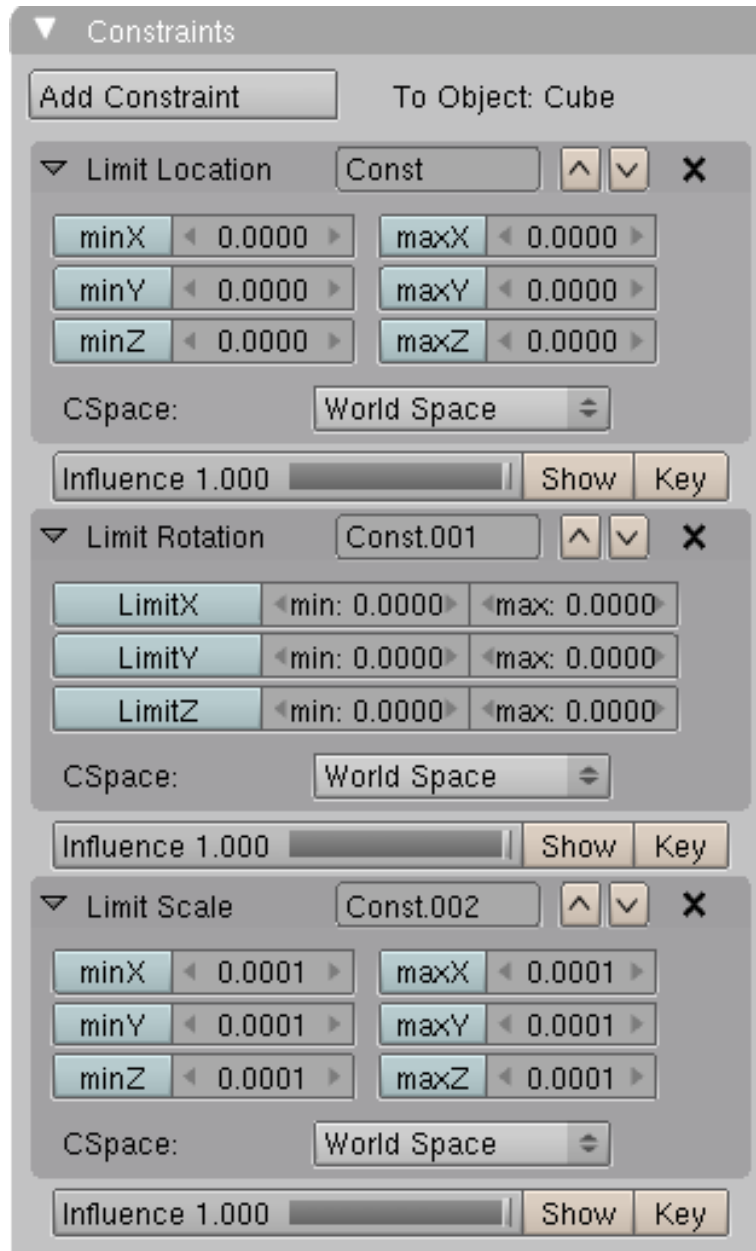 Constraints
Add Constraint To Object: Cube
Limit Location Const
minX 0.0000 maxX 0.0000
minY 0.0000 maxY 0.0000
minZ 0.0000 maxZ 0.0000
CSpace: World Space
Influence 1.000 Show Key
Limit Rotation Const.001
LimitX min: 0.0000 max: 0.0000
LimitY min: 0.0000 max: 0.0000
LimitZ min: 0.0000 max: 0.0000
CSpace: World Space
Influence 1.000 Show Key
Limit Scale Const.002
minX 0.0001 maxX 0.0001
minY 0.0001 maxY 0.0001
minZ 0.0001 maxZ 0.0001
CSpace: World Space
Influence 1.000 Show Key